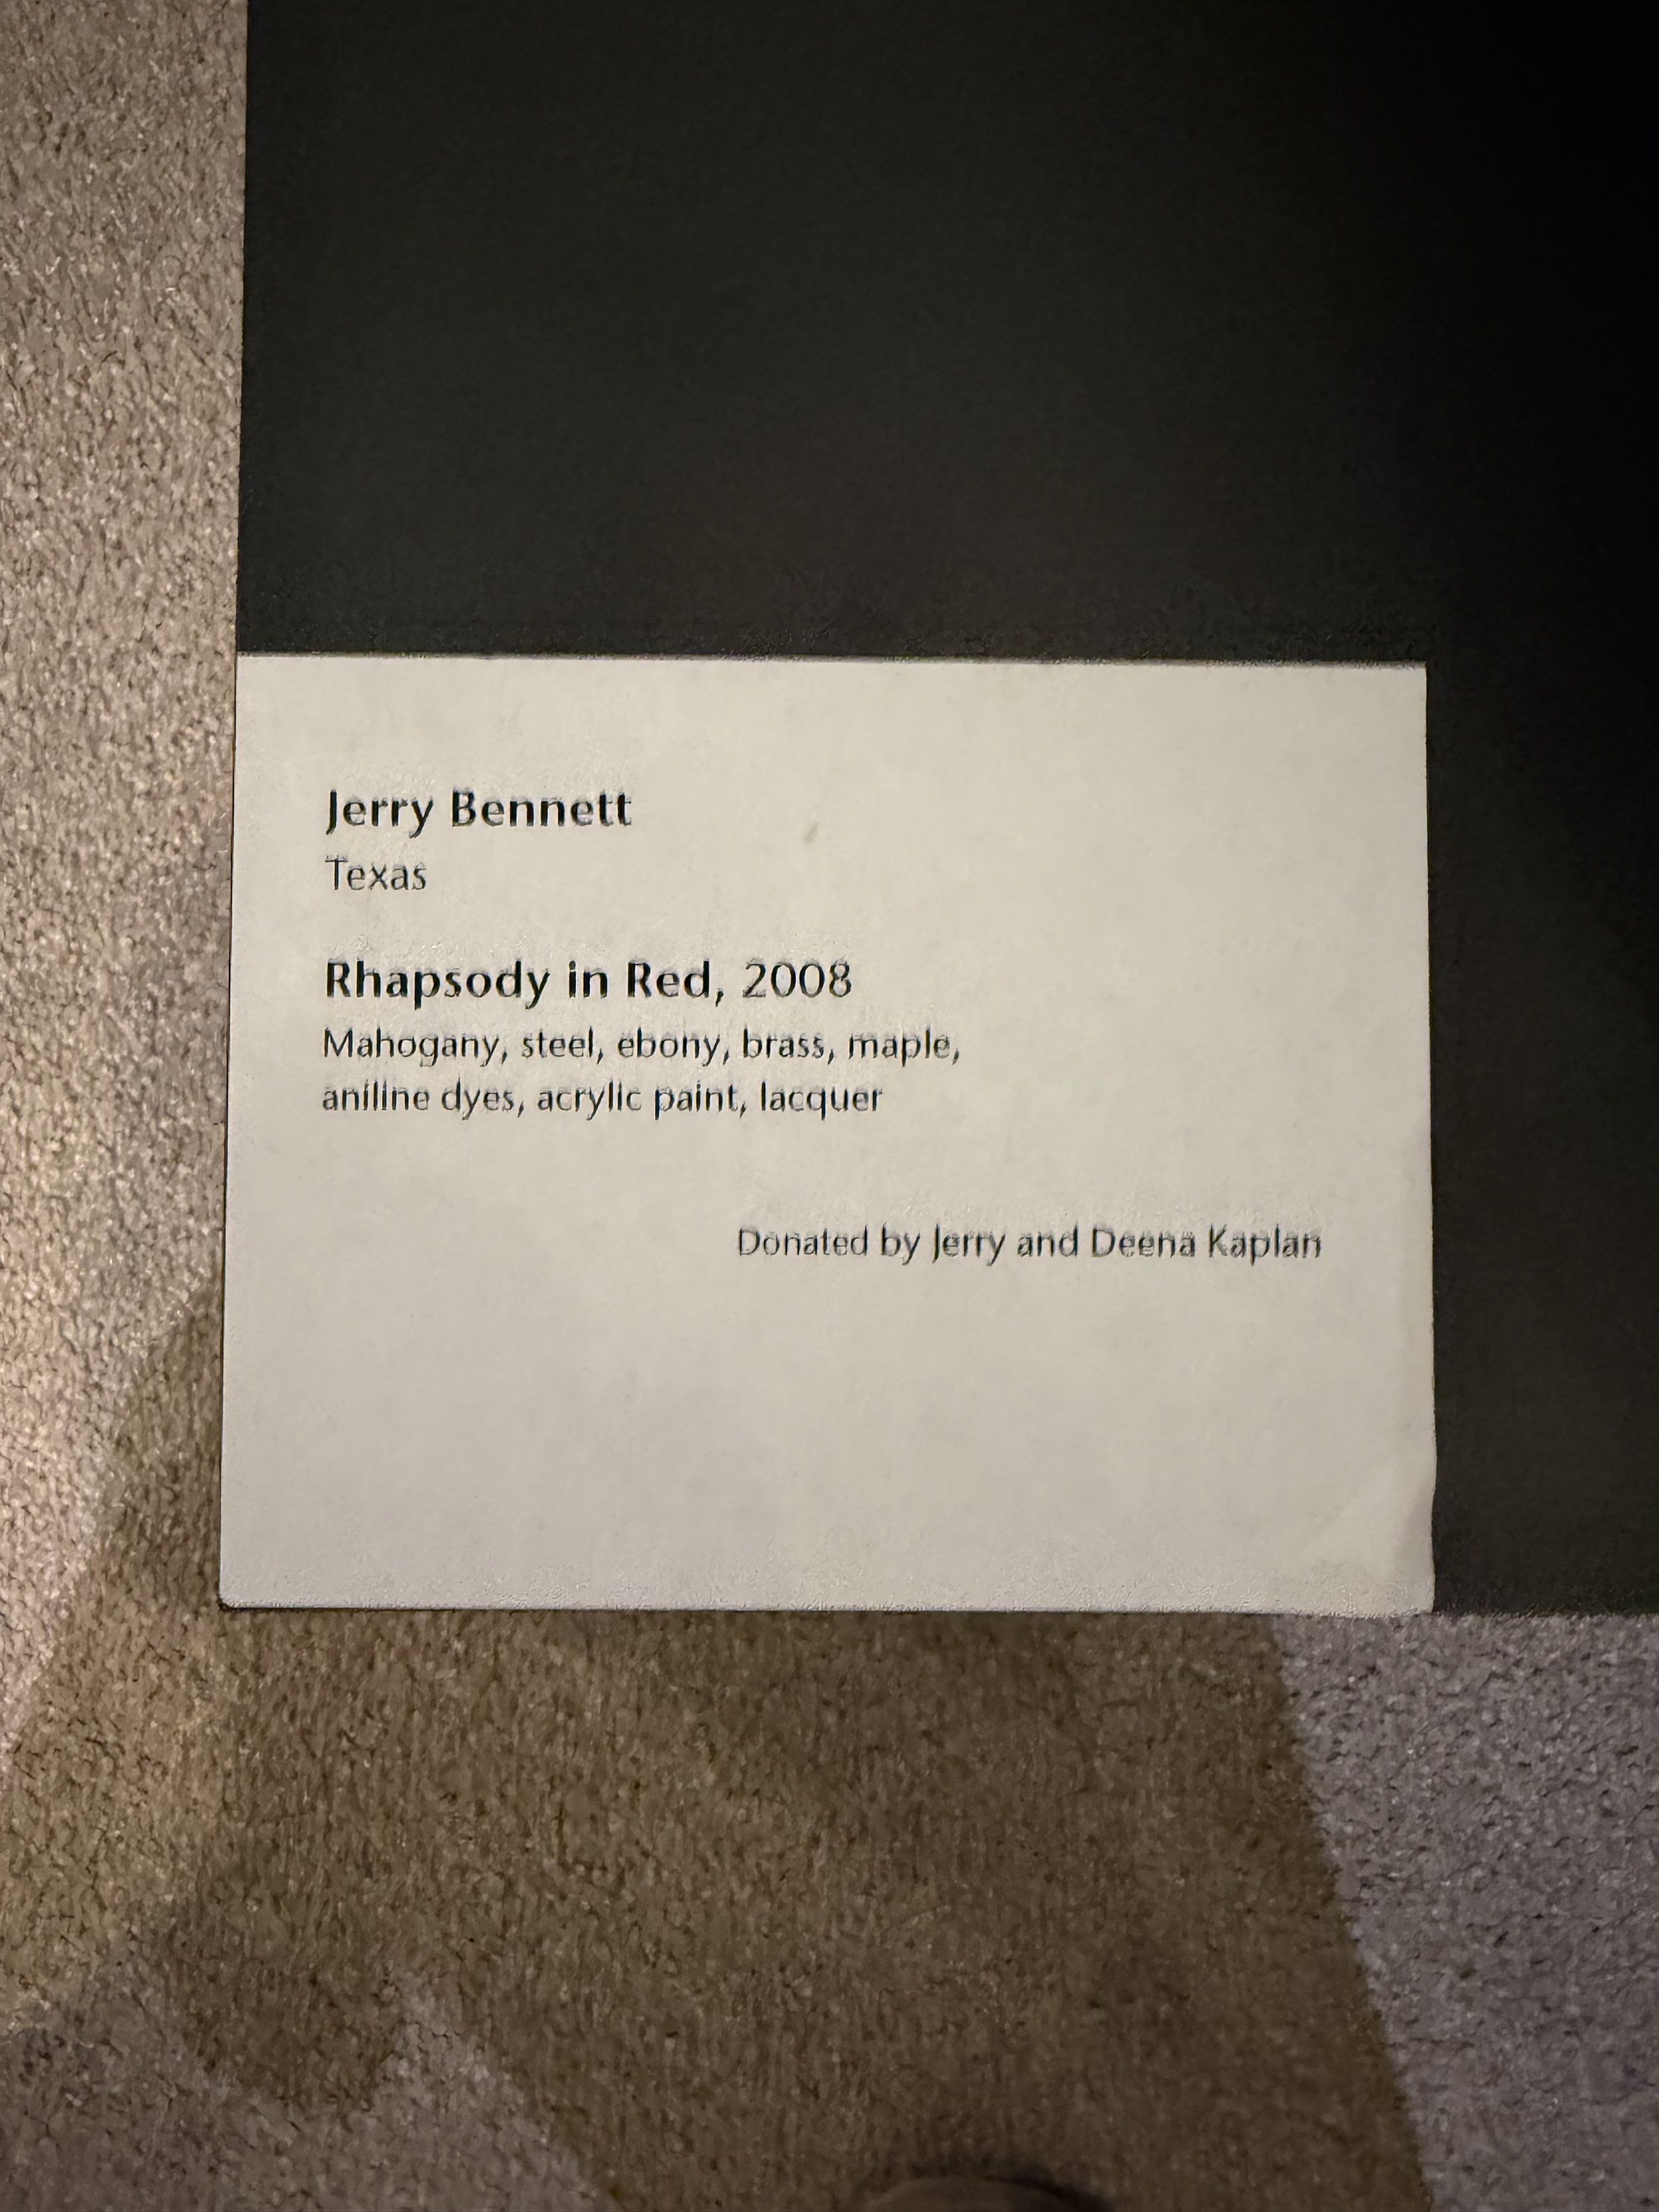 Jerry Bennett
Texas
Rhapsody in Red, 2008
Mahogany, steel, ebony, brass, maple,
aniline dyes, acrylic paint, lacquer
Donated by Jerry and Deena Kaplan